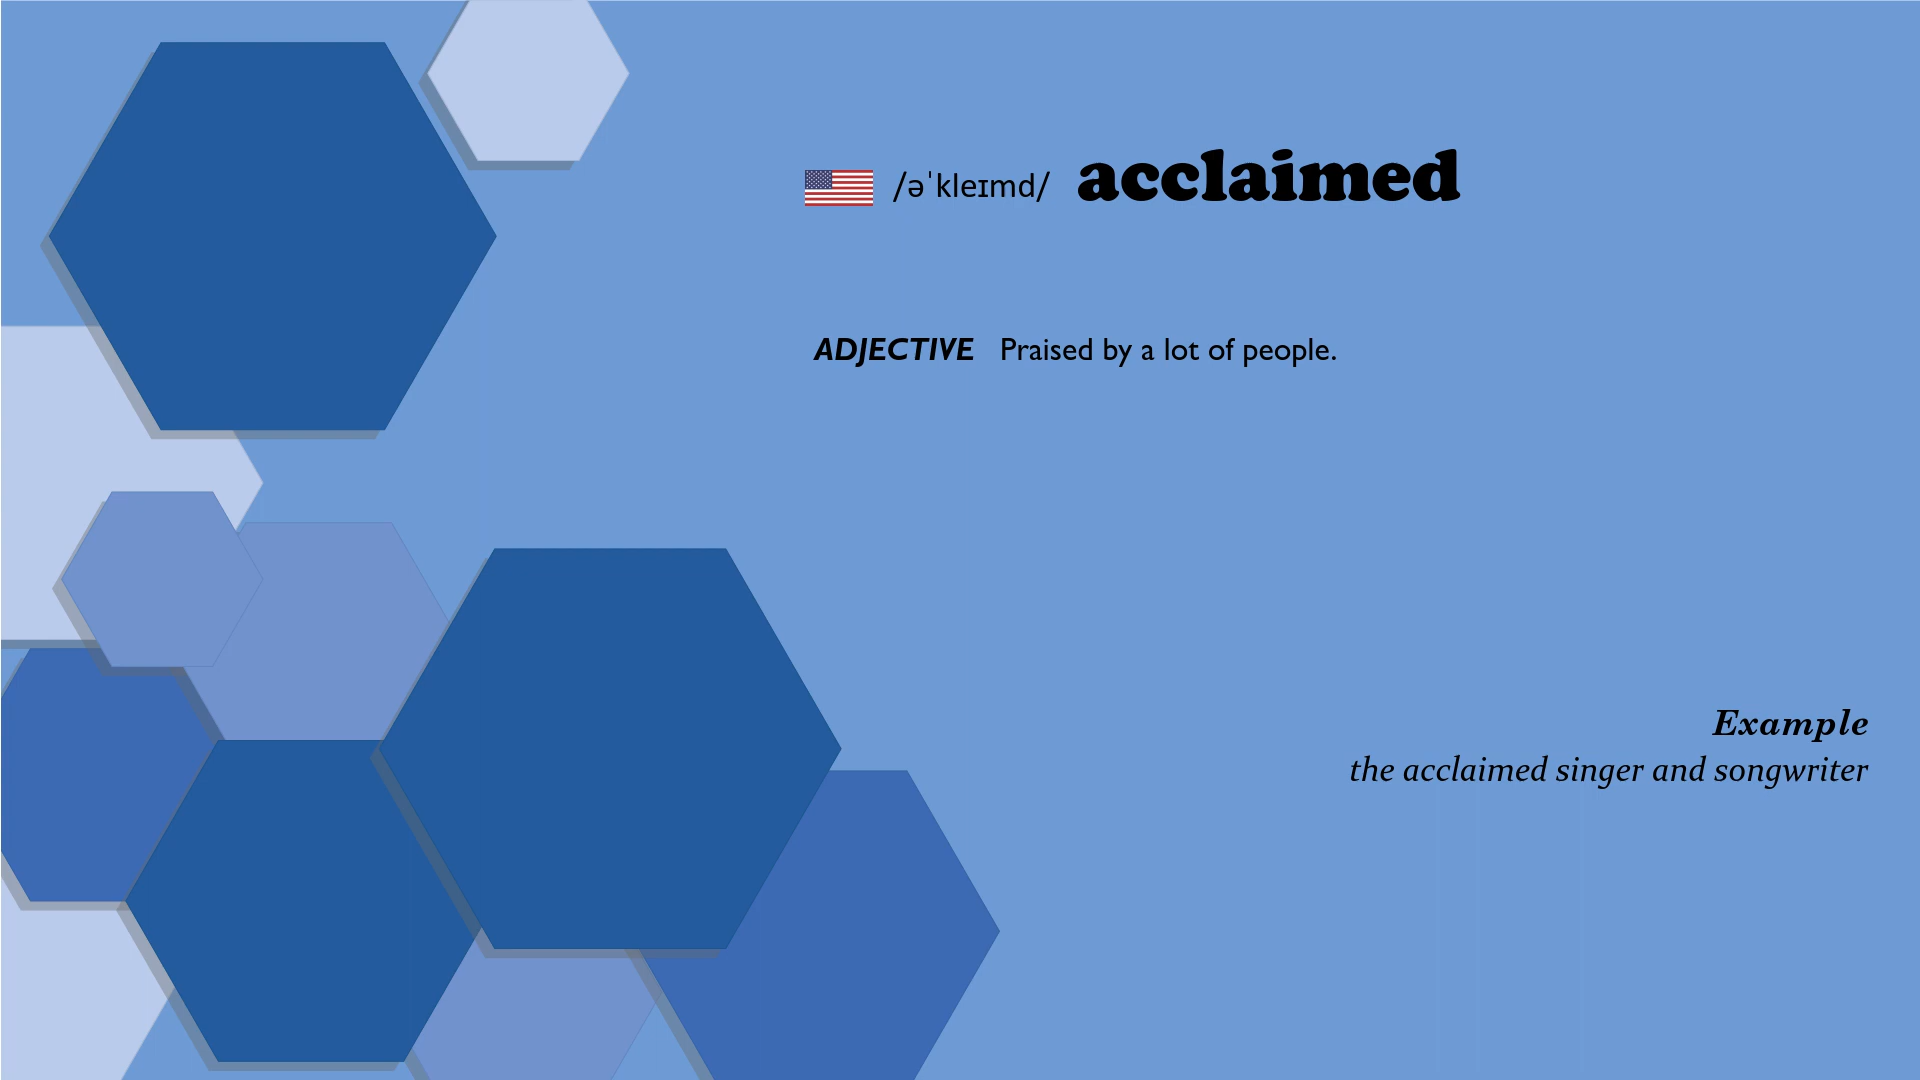 /əˈkleɪmd/ acclaimed
ADJECTIVE Praised by a lot of people.
Example
the acclaimed singer and songwriter